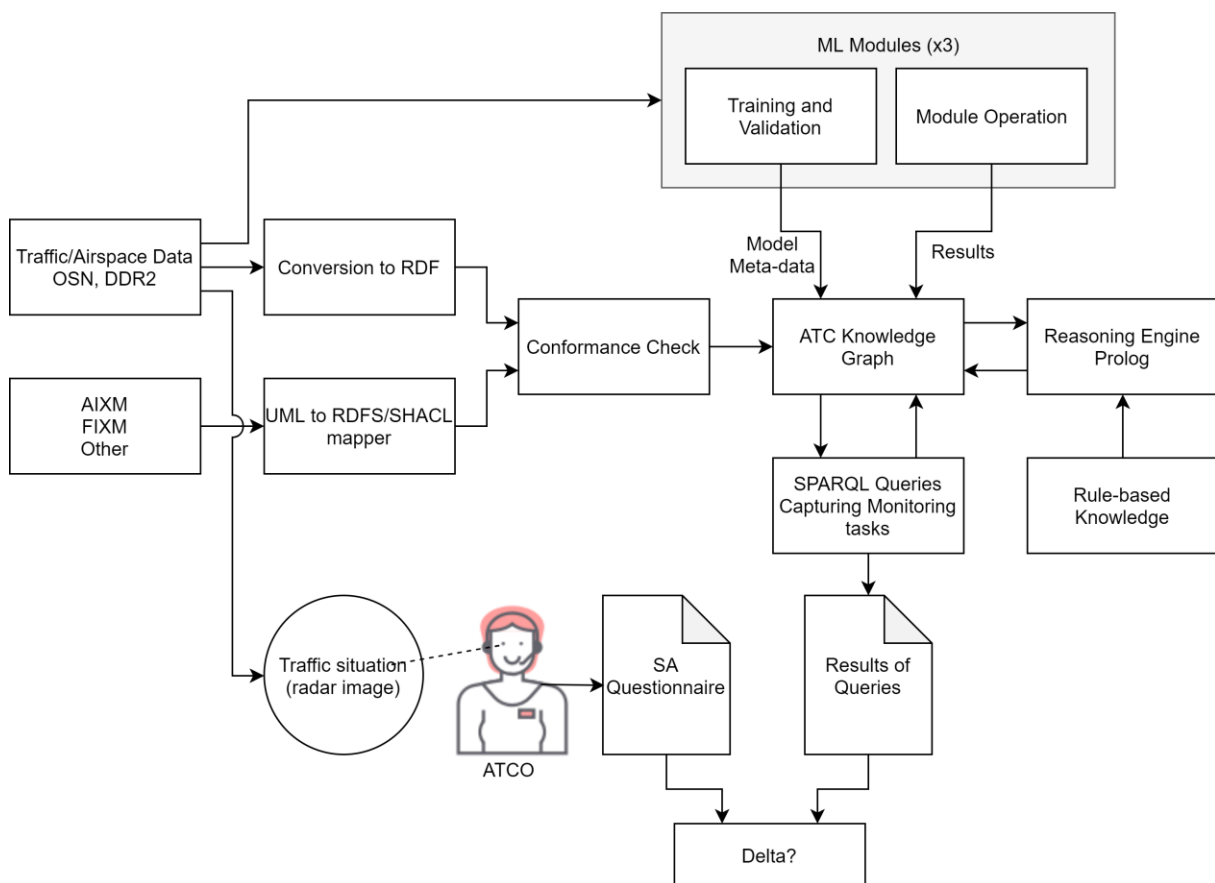 ML Modules (x3)
Training and
Validation
Module Operation
Traffic/Airspace Data
OSN, DDR2
Conversion to RDF
Model
Meta-data
Results
Conformance Check
ATC Knowledge
Graph
Reasoning Engine
Prolog
AIXM
FIXM
Other
UML to RDFS/SHACL
mapper
SPARQL Queries
Capturing Monitoring
tasks
Rule-based
Knowledge
Traffic situation
(radar image)
ATCO
SA
Questionnaire
Results of
Queries
Delta?